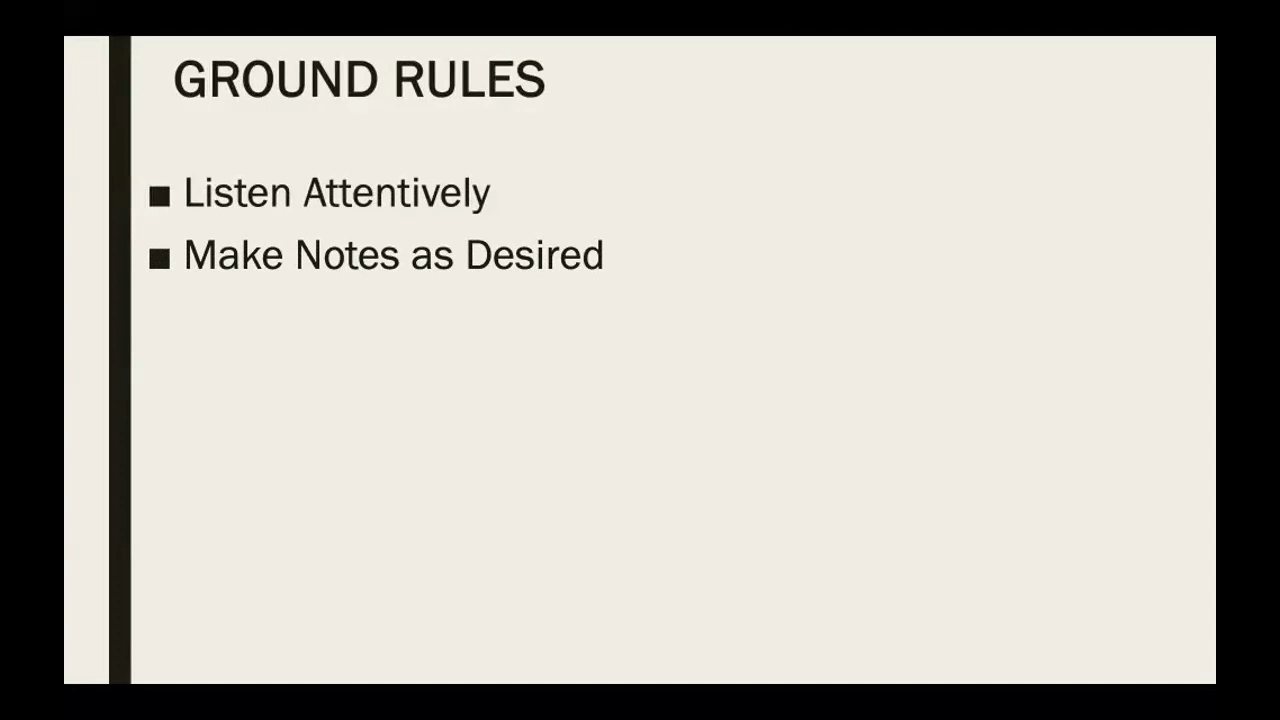 GROUND RULES
■ Listen Attentively
■ Make Notes as Desired